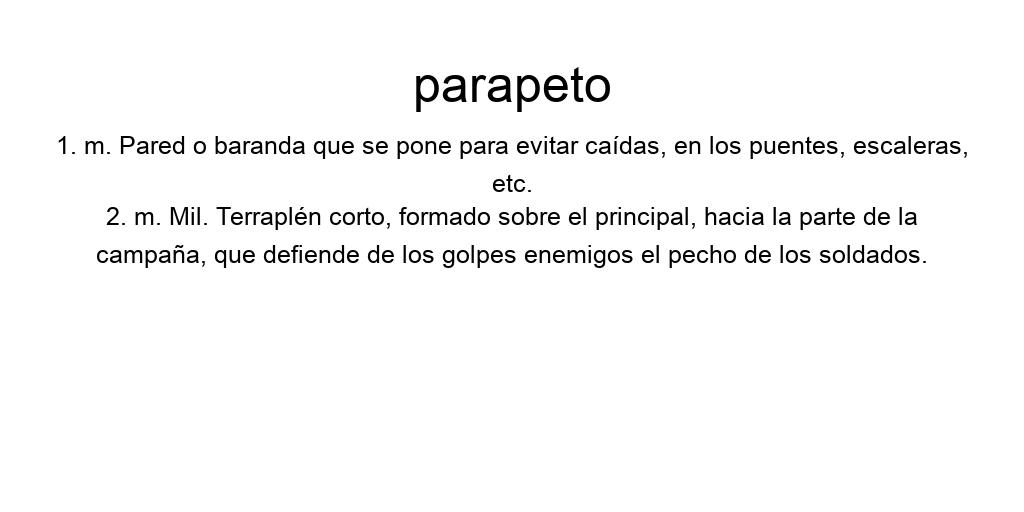 parapeto
1. m. Pared o baranda que se pone para evitar caídas, en los puentes, escaleras,
etc.
2. m. Mil. Terraplén corto, formado sobre el principal, hacia la parte de la
campaña, que defiende de los golpes enemigos el pecho de los soldados.